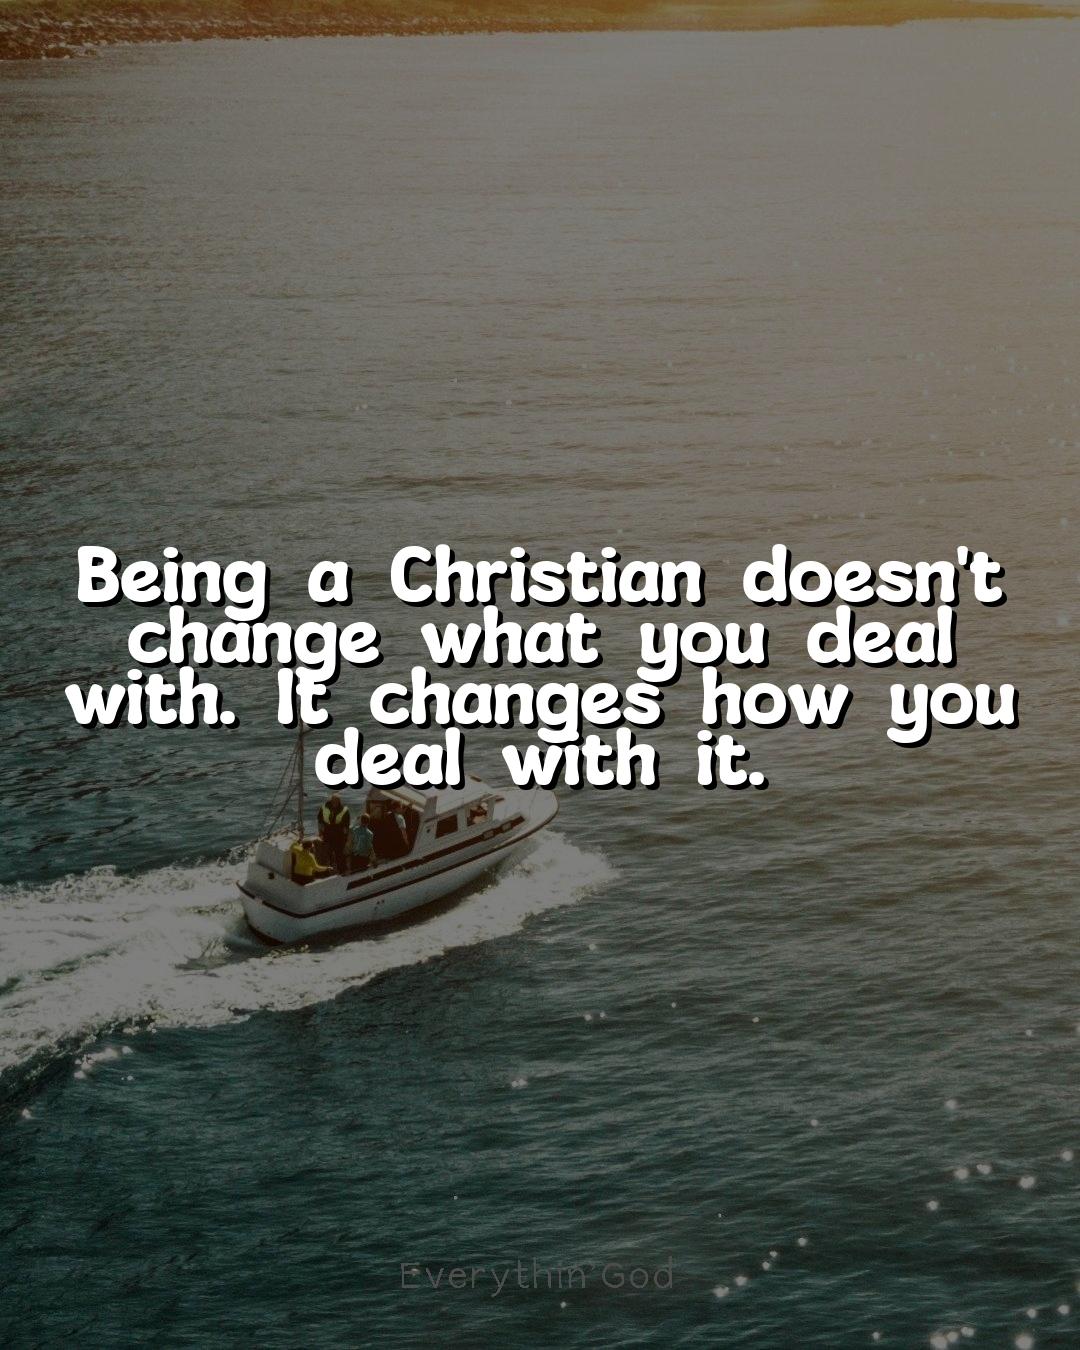 Being a Christian doesn't
change what you deal
with. It changes how you
deal with it.
Everythin God